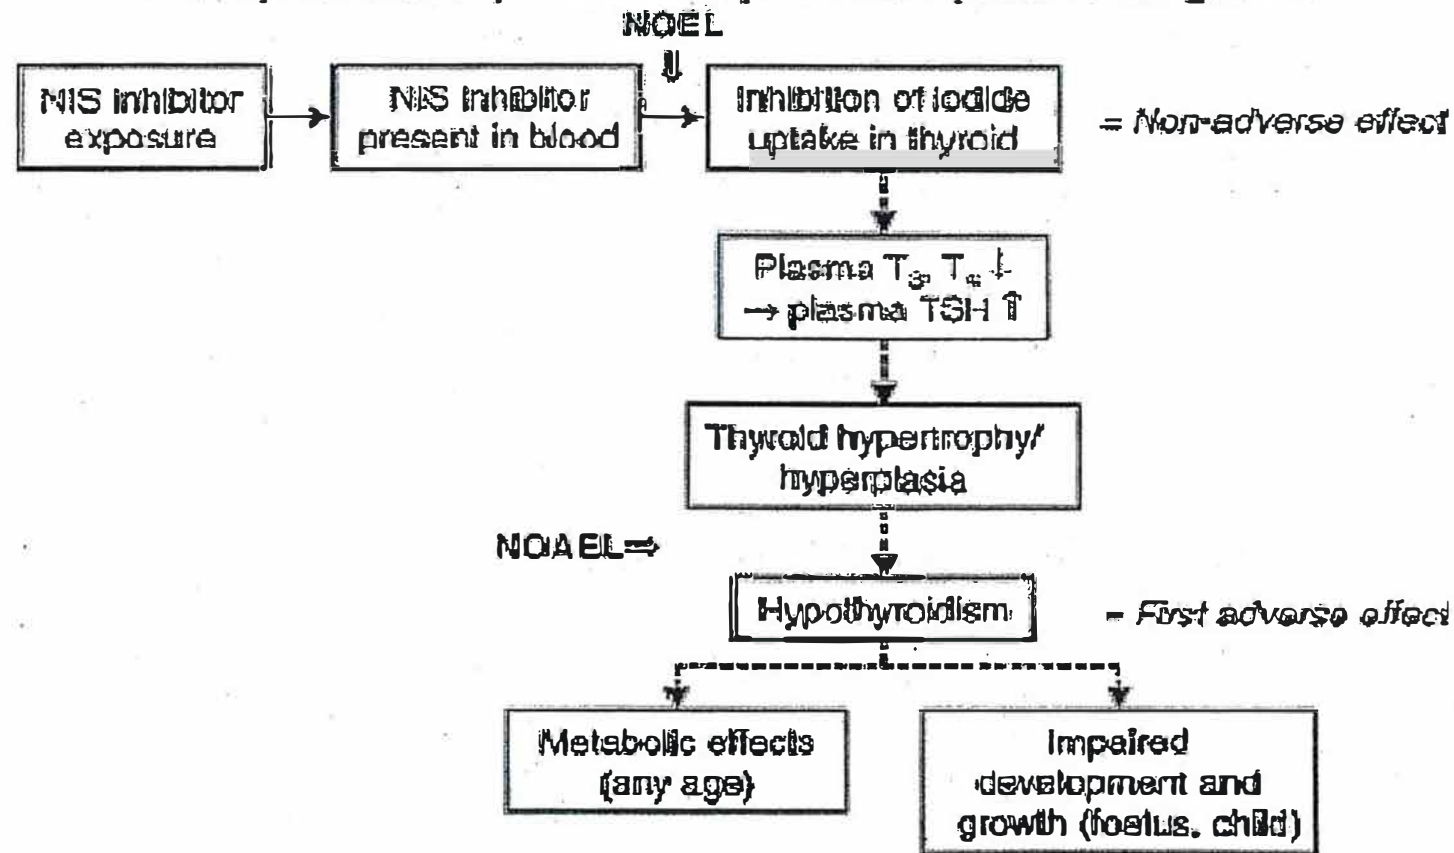 NOEL
⇓
NIS inhibitor
exposure
NIS inhibitor
present in blood
Inhibition of iodide
uptake in thyroid
= Non-adverse effect
Plasma T₃, T₄ ↓
→ plasma TSH ⇑
Thyroid hypertrophy/
hyperplasia
NOAEL⇒
Hypothyroidism
= First adverse effect
Metabolic effects
(any age)
Impaired
development and
growth (foetus, child)